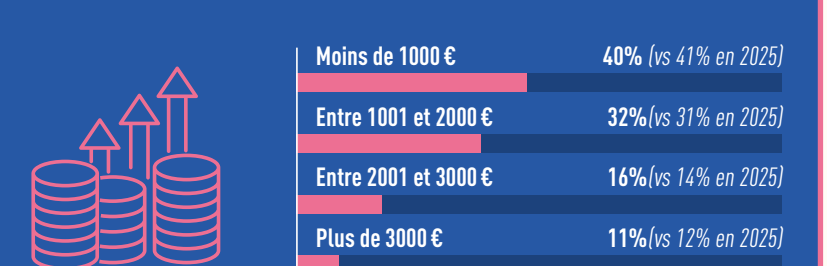 Moins de 1000 € 40% (vs 41% en 2025)
Entre 1001 et 2000 € 32%(vs 31% en 2025)
Entre 2001 et 3000 € 16%(vs 14% en 2025)
Plus de 3000 € 11%(vs 12% en 2025)